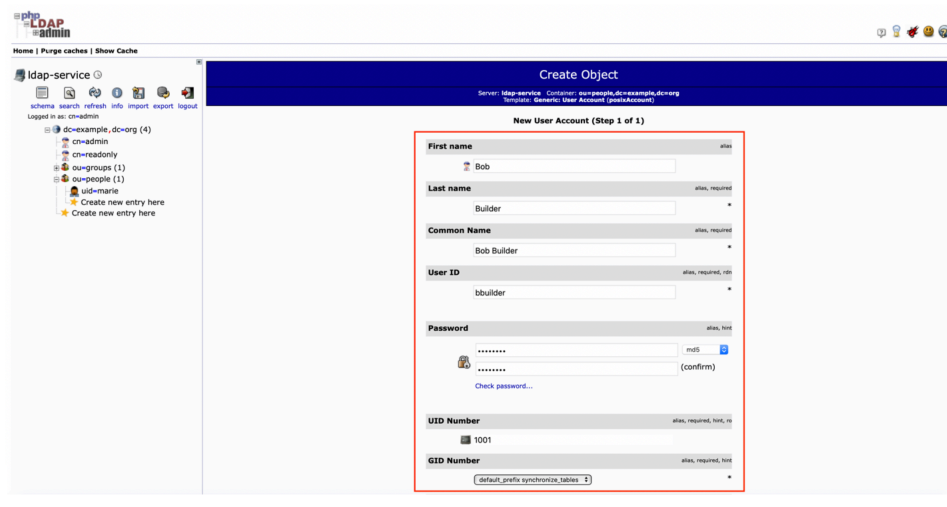 php
LDAP
admin
Home | Purge caches | Show Cache
ldap-service
schema search refresh info import export logout
Logged in as: cn=admin
dc=example,dc=org (4)
cn=admin
cn=readonly
ou=groups (1)
ou=people (1)
uid=marie
Create new entry here
Create new entry here
Create Object
Server: ldap-service Container: ou=people,dc=example,dc=org
Template: Generic: User Account (posixAccount)
New User Account (Step 1 of 1)
First name alias
Bob
Last name alias, required
Builder *
Common Name alias, required
Bob Builder *
User ID alias, required, rdn
bbuilder *
Password alias, hint
•••••••• md5
•••••••• (confirm)
Check password...
UID Number alias, required, hint, ro
1001
GID Number alias, required, hint
default_prefix synchronize_tables *